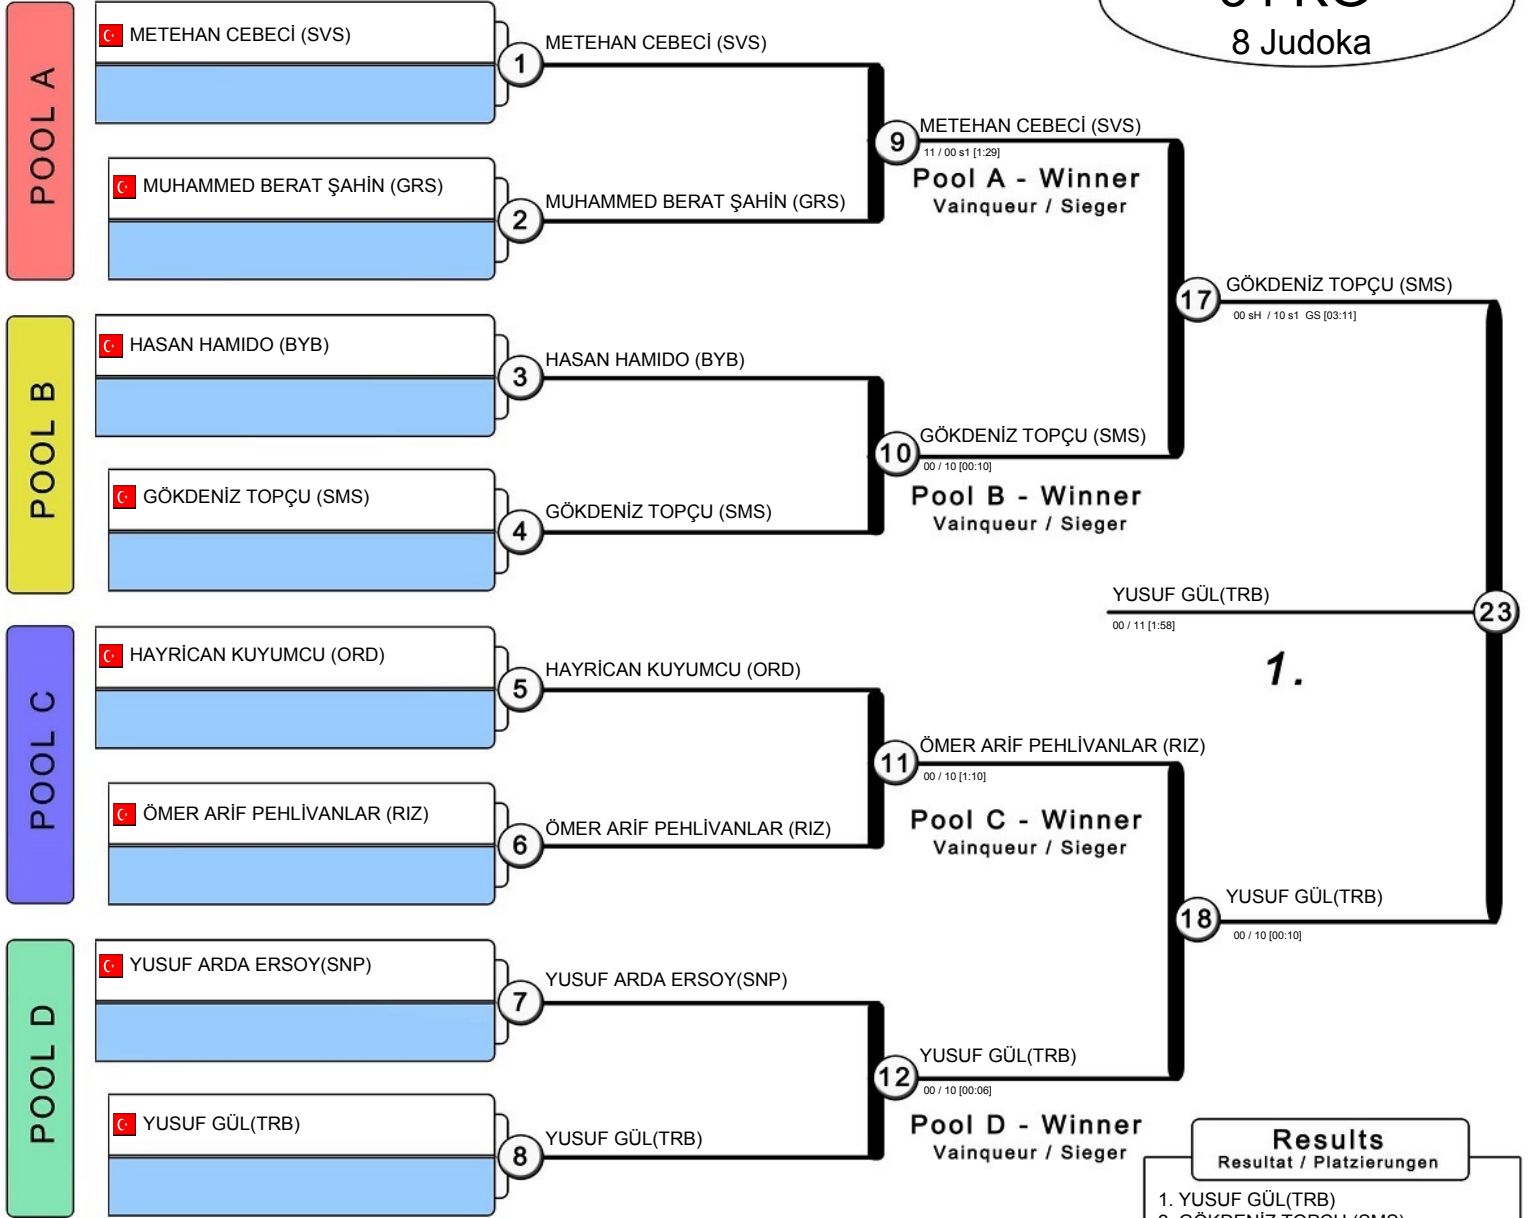 8 Judoka
POOL A
METEHAN CEBECİ (SVS)
1
METEHAN CEBECİ (SVS)
MUHAMMED BERAT ŞAHİN (GRS)
2
MUHAMMED BERAT ŞAHİN (GRS)
9
METEHAN CEBECİ (SVS)
11 / 00 s1 [1:29]
Pool A - Winner
Vainqueur / Sieger
POOL B
HASAN HAMIDO (BYB)
3
HASAN HAMIDO (BYB)
GÖKDENİZ TOPÇU (SMS)
4
GÖKDENİZ TOPÇU (SMS)
10
GÖKDENİZ TOPÇU (SMS)
00 / 10 [00:10]
Pool B - Winner
Vainqueur / Sieger
17
GÖKDENİZ TOPÇU (SMS)
00 sH / 10 s1 GS [03:11]
YUSUF GÜL(TRB)
23
00 / 11 [1:58]
1.
POOL C
HAYRİCAN KUYUMCU (ORD)
5
HAYRİCAN KUYUMCU (ORD)
ÖMER ARİF PEHLİVANLAR (RIZ)
6
ÖMER ARİF PEHLİVANLAR (RIZ)
11
ÖMER ARİF PEHLİVANLAR (RIZ)
00 / 10 [1:10]
Pool C - Winner
Vainqueur / Sieger
18
YUSUF GÜL(TRB)
00 / 10 [00:10]
POOL D
YUSUF ARDA ERSOY(SNP)
7
YUSUF ARDA ERSOY(SNP)
YUSUF GÜL(TRB)
8
YUSUF GÜL(TRB)
12
YUSUF GÜL(TRB)
00 / 10 [00:06]
Pool D - Winner
Vainqueur / Sieger
Results
Resultat / Platzierungen
1. YUSUF GÜL(TRB)
2. GÖKDENİZ TOPÇU (SMS)